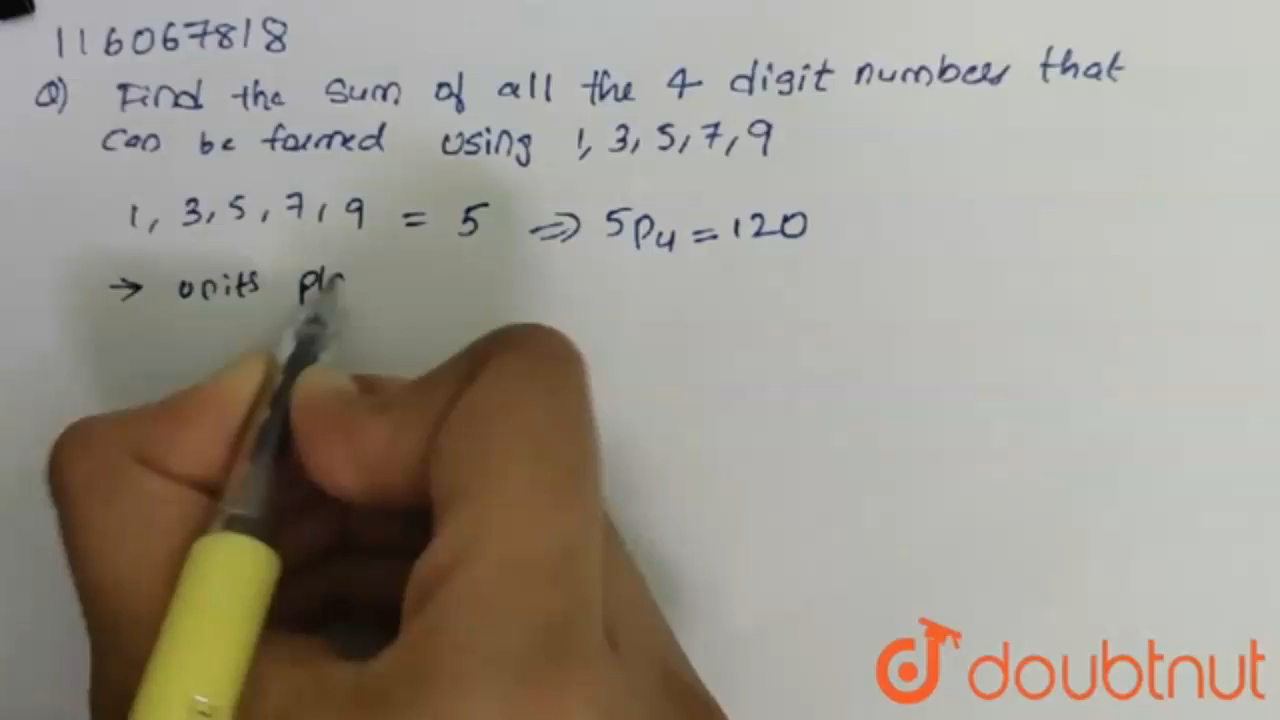 116067818
Q) Find the sum of all the 4 digit numbers that
can be formed using 1, 3, 5, 7, 9
1, 3, 5, 7, 9 = 5 ⇒ 5P4 = 120
→ units
doubtnut